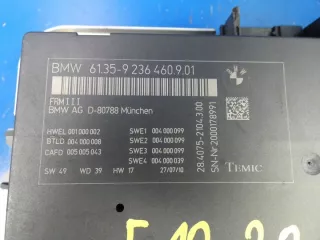 BMW 61.35-9 236 460 9.01
FRM III
BMW AG D-80788 München
HWEL 001 000 002
BTLD 004 000 008
CAFD 005 005 043
SWE1 004 000 099
SWE2 004 000 099
SWE3 004 000 099
SWE4 004 000 039
SW 49 WD 39 HW 17 27/07/10
28.4075-2104.3.00
SN-Nr 2000178991
TEMIC